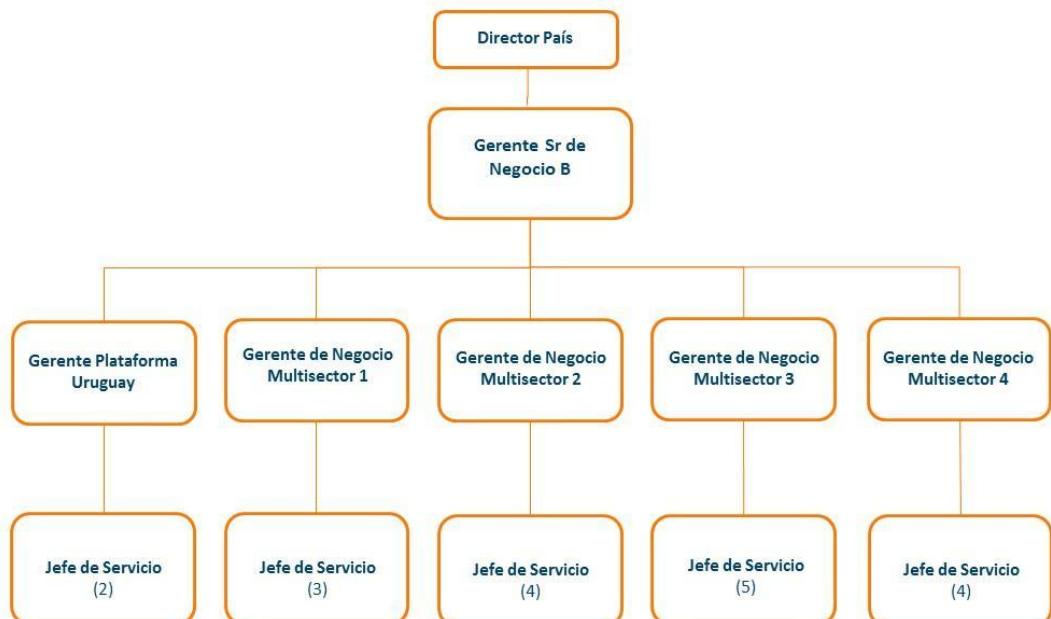 Director País
Gerente Sr de
Negocio B
Gerente Plataforma
Uruguay
Gerente de Negocio
Multisector 1
Gerente de Negocio
Multisector 2
Gerente de Negocio
Multisector 3
Gerente de Negocio
Multisector 4
Jefe de Servicio
(2)
Jefe de Servicio
(3)
Jefe de Servicio
(4)
Jefe de Servicio
(5)
Jefe de Servicio
(4)